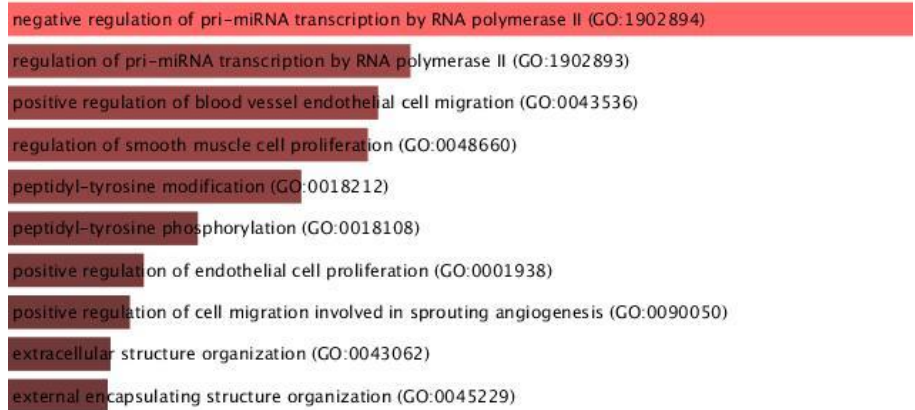 negative regulation of pri-miRNA transcription by RNA polymerase II (GO:1902894)
regulation of pri-miRNA transcription by RNA polymerase II (GO:1902893)
positive regulation of blood vessel endothelial cell migration (GO:0043536)
regulation of smooth muscle cell proliferation (GO:0048660)
peptidyl-tyrosine modification (GO:0018212)
peptidyl-tyrosine phosphorylation (GO:0018108)
positive regulation of endothelial cell proliferation (GO:0001938)
positive regulation of cell migration involved in sprouting angiogenesis (GO:0090050)
extracellular structure organization (GO:0043062)
external encapsulating structure organization (GO:0045229)